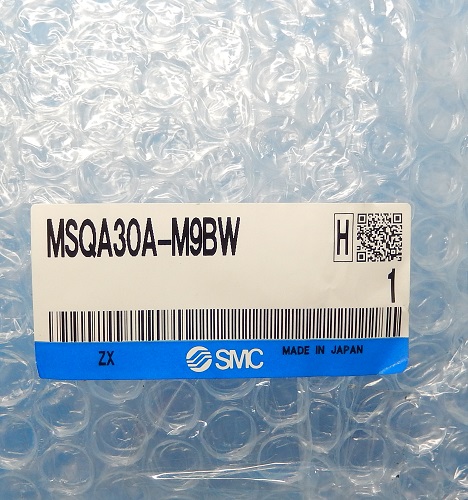 MSQA30A-M9BW
H
1
ZX
SMC
MADE IN JAPAN